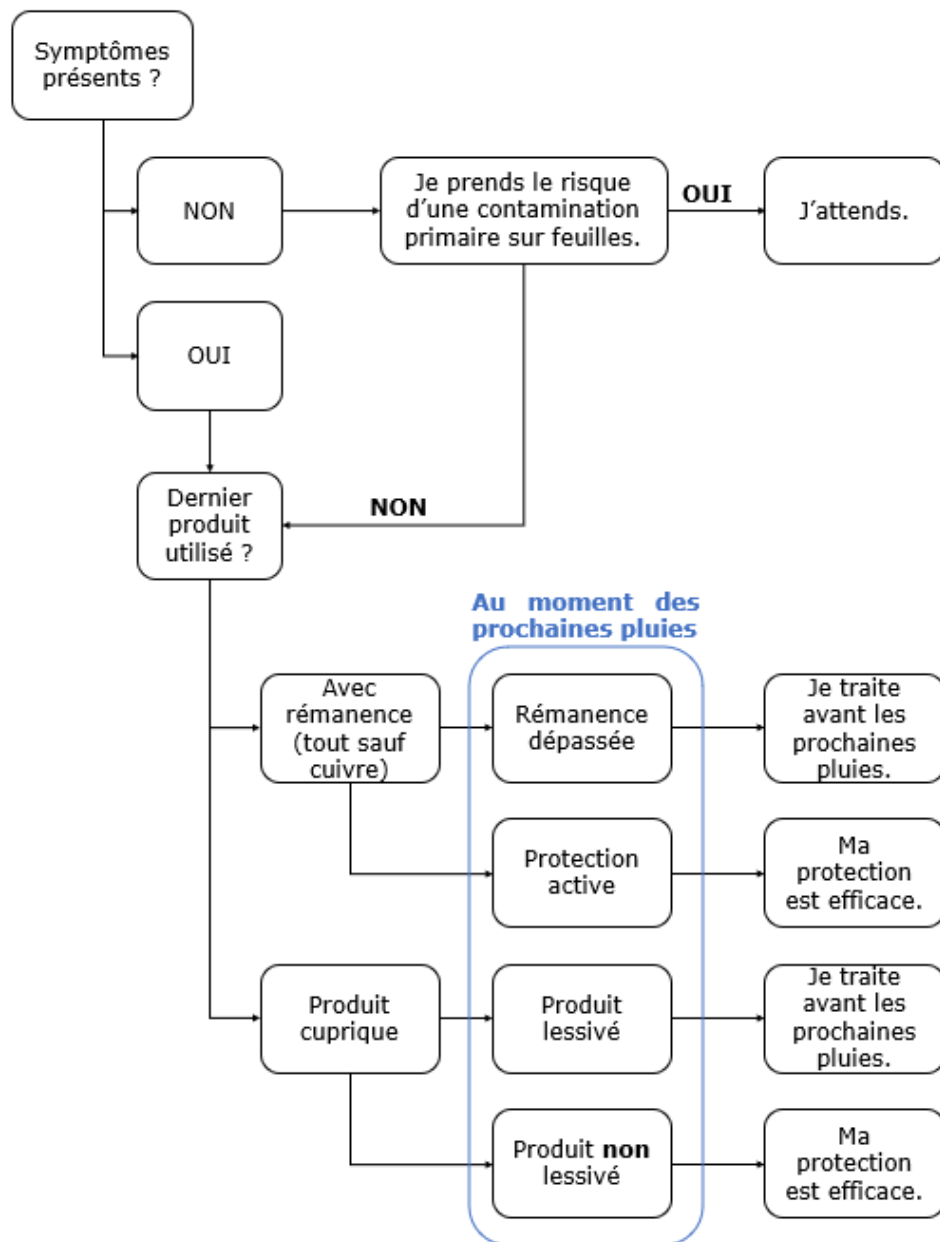 Symptômes
présents ?
NON
Je prends le risque
d'une contamination
primaire sur feuilles.
OUI
J'attends.
OUI
Dernier
produit
utilisé ?
NON
Au moment des
prochaines pluies
Avec
rémanence
(tout sauf
cuivre)
Rémanence
dépassée
Je traite
avant les
prochaines
pluies.
Protection
active
Ma
protection
est efficace.
Produit
cuprique
Produit
lessivé
Je traite
avant les
prochaines
pluies.
Produit non
lessivé
Ma
protection
est efficace.